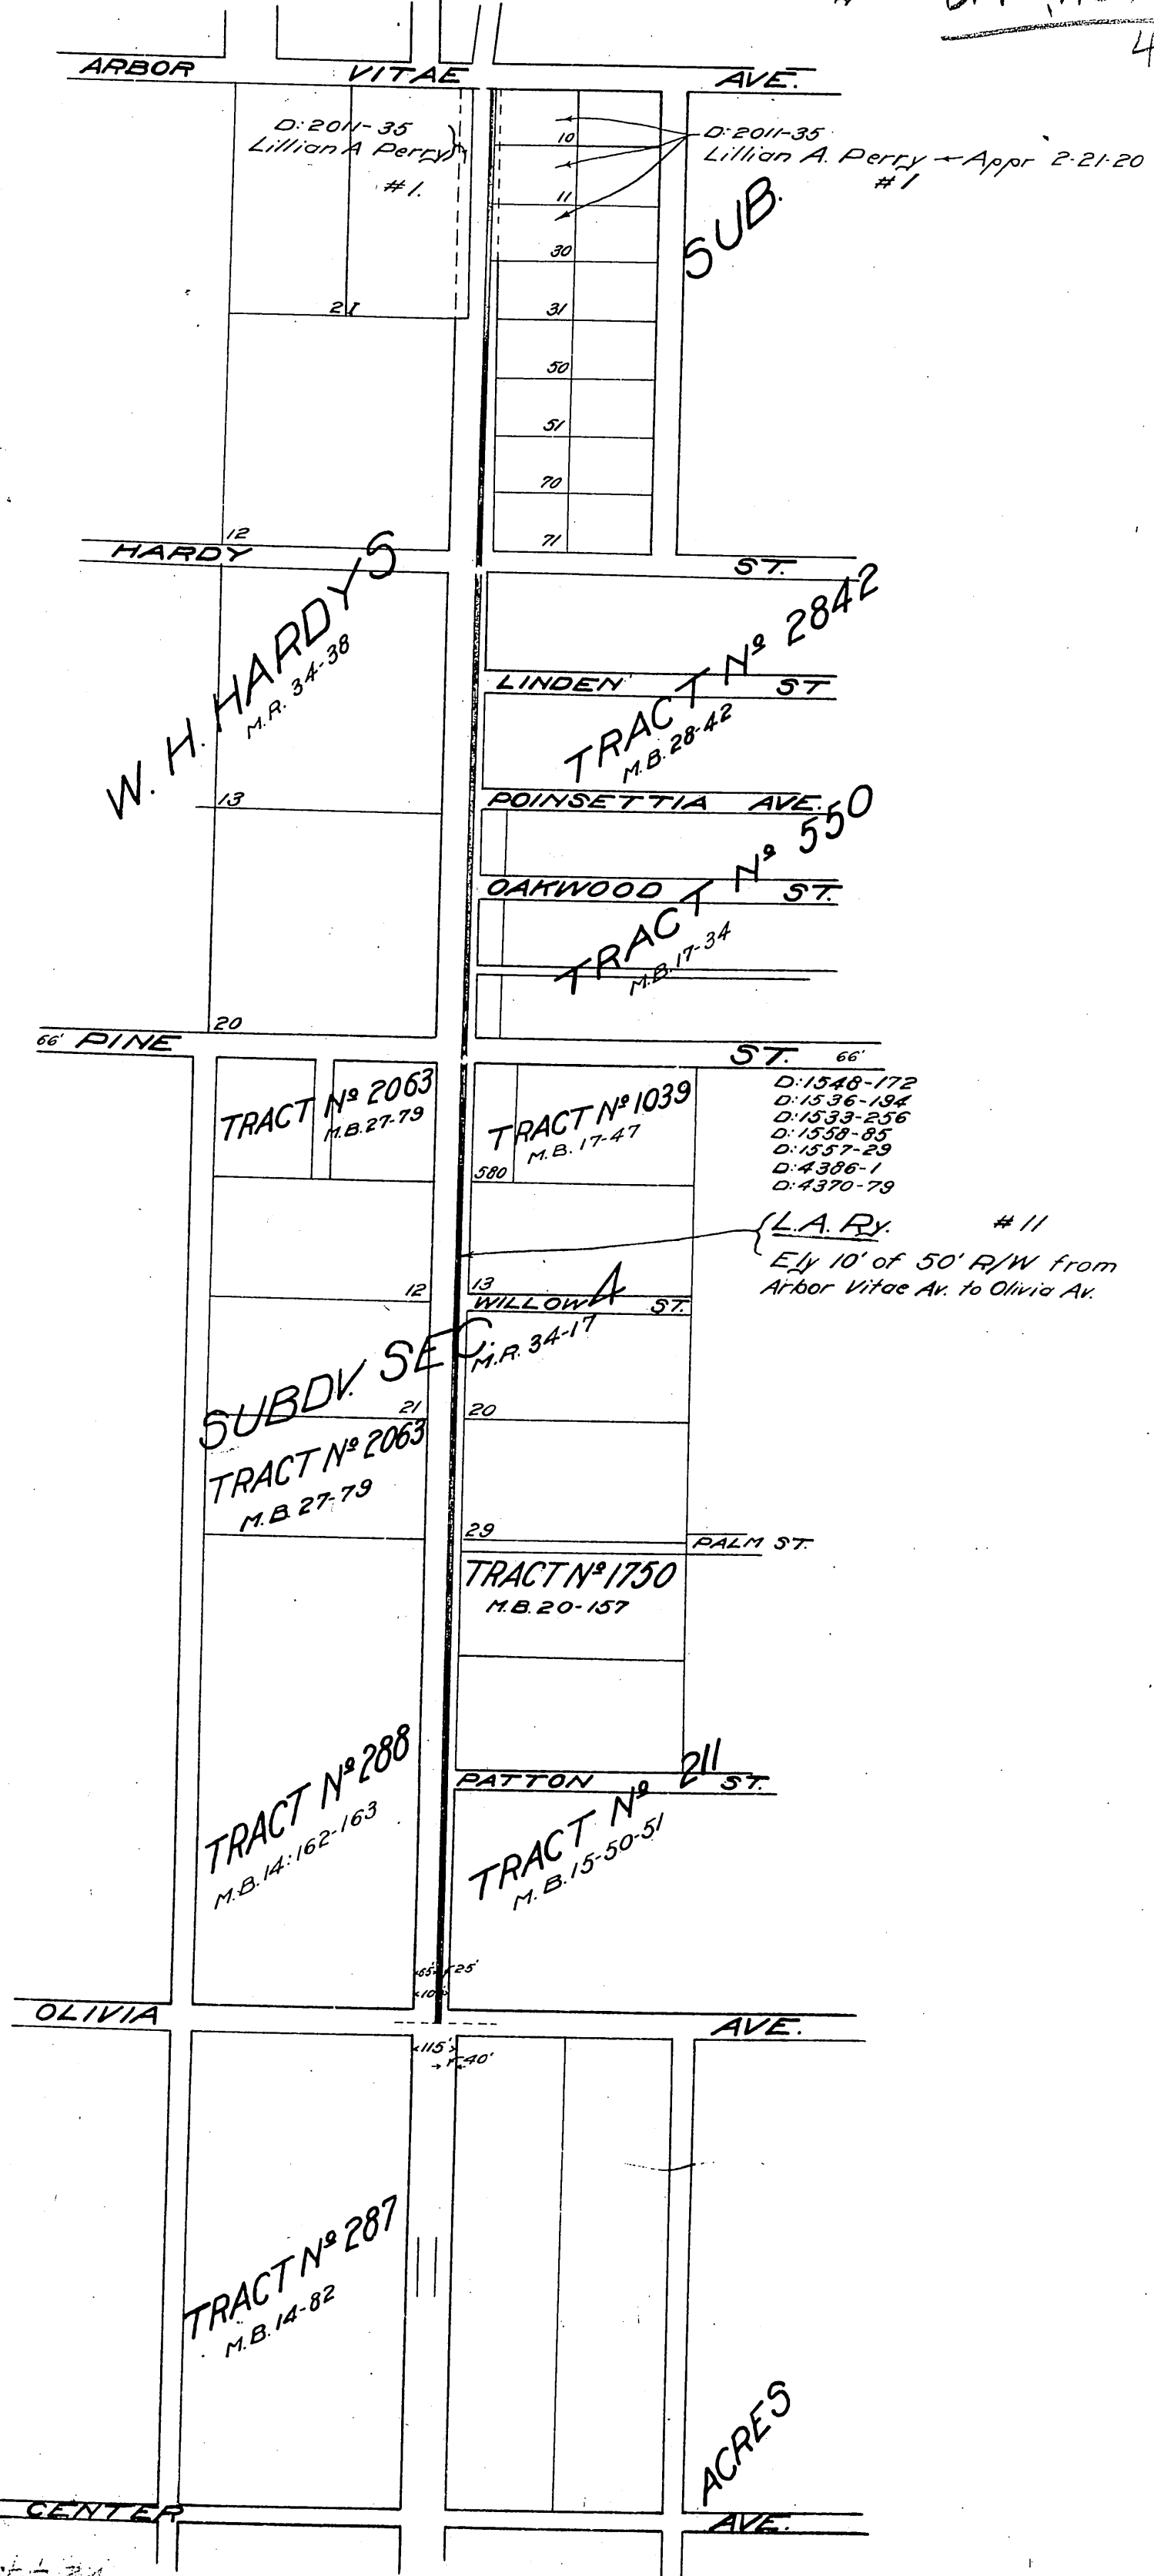 4
ARBOR VITAE AVE.
D:2011-35
Lillian A Perry
#1.
D:2011-35
Lillian A. Perry ← Appr 2-21-20
#1
10
11
30
31
50
51
70
71
21
SUB.
12
HARDY ST.
W. H. HARDYS
M.R. 34-38
TRACT Nº 2842
M.B. 28-42
LINDEN ST
13
POINSETTIA AVE.
TRACT Nº 550
M.B. 17-34
OAKWOOD ST.
20
66' PINE ST. 66'
TRACT Nº 2063
M.B. 27-79
TRACT Nº 1039
M.B. 17-47
580
D:1548-172
D:1536-194
D:1533-256
D:1558-85
D:1557-29
D:4386-1
D:4370-79
L.A. Ry. #11
Ely 10' of 50' R/W from
Arbor Vitae Av. to Olivia Av.
12
13
WILLOW ST.
SUBDV. SEC. 4
M.R. 34-17
21
20
TRACT Nº 2063
M.B. 27-79
29
PALM ST.
TRACT Nº 1750
M.B. 20-157
TRACT Nº 288
M.B. 14:162-163
PATTON ST.
TRACT Nº 211
M.B. 15-50-51
65' 25'
10'
OLIVIA AVE.
115'
40'
TRACT Nº 287
M.B. 14-82
ACRES
CENTER AVE.